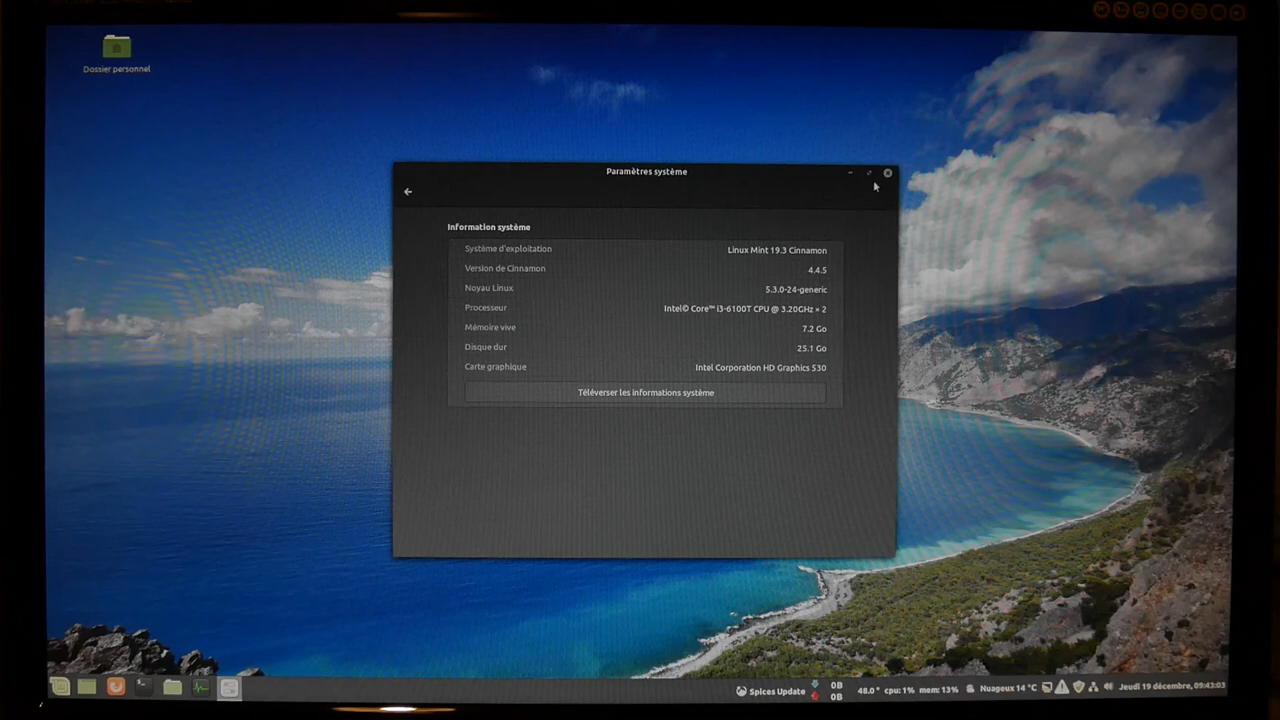 Dossier personnel
Paramètres système
Information système
Système d'exploitation Linux Mint 19.3 Cinnamon
Version de Cinnamon 4.4.5
Noyau Linux 5.3.0-24-generic
Processeur Intel© Core™ i3-6100T CPU @ 3.20GHz × 2
Mémoire vive 7.2 Go
Disque dur 25.1 Go
Carte graphique Intel Corporation HD Graphics 530
Téléverser les informations système
Spices Update 0B 0B 48.0° cpu: 1% mem: 13% Nuageux 14 °C Jeudi 19 décembre, 09:43:03